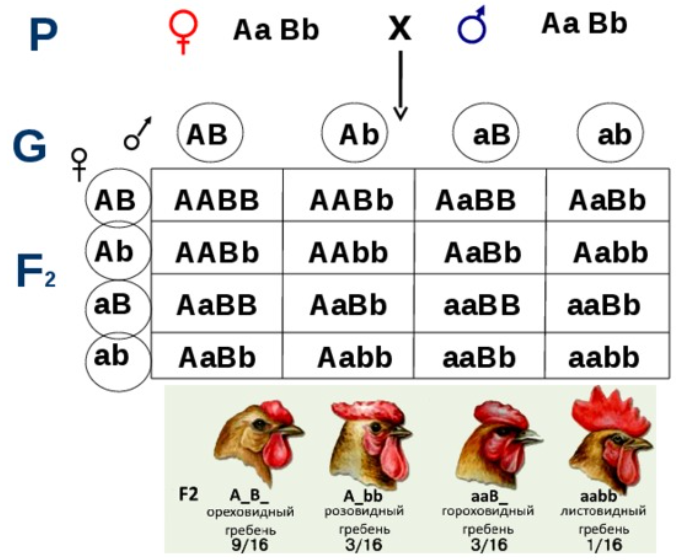 P ♀ Aa Bb X ♂ Aa Bb
G ♀ ♂ AB Ab aB ab
AB AABB AABb AaBB AaBb
F2 Ab AABb AAbb AaBb Aabb
aB AaBB AaBb aaBB aaBb
ab AaBb Aabb aaBb aabb
F2 A_B_ A_bb aaB_ aabb
ореховидный розовидный гороховидный листовидный
гребень гребень гребень гребень
9/16 3/16 3/16 1/16